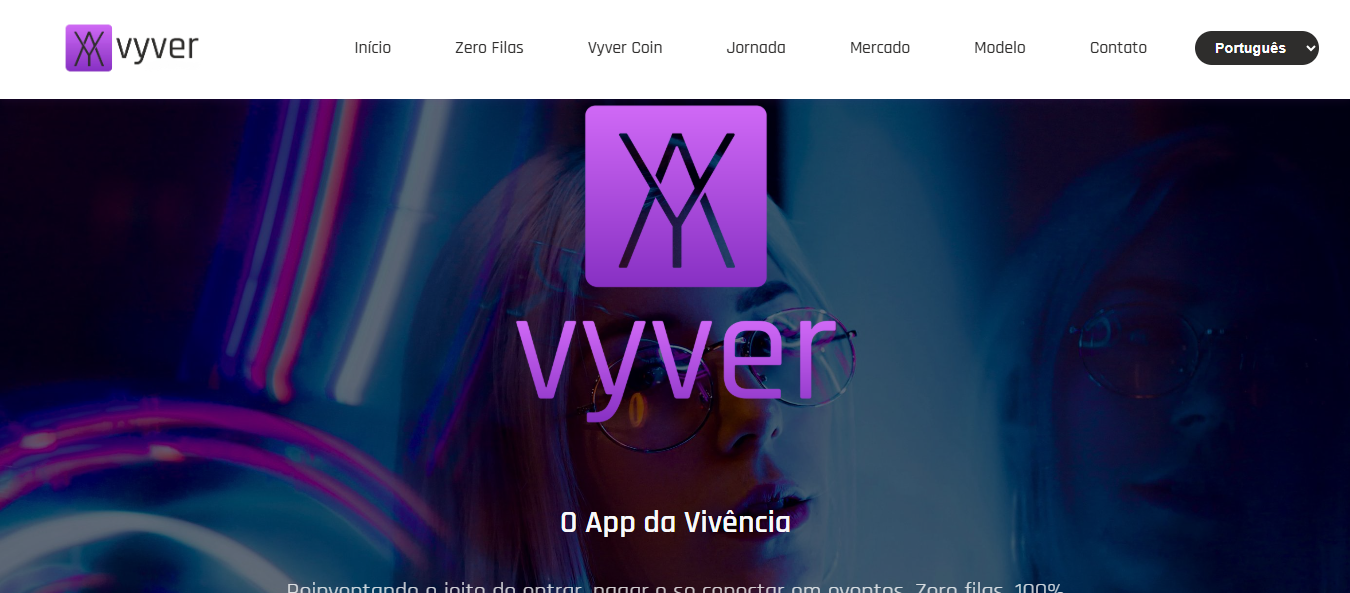 vyver
Início Zero Filas Vyver Coin Jornada Mercado Modelo Contato Português
vyver
O App da Vivência
Reinventando o jeito de entrar, pagar e se conectar em eventos. Zero filas, 100%